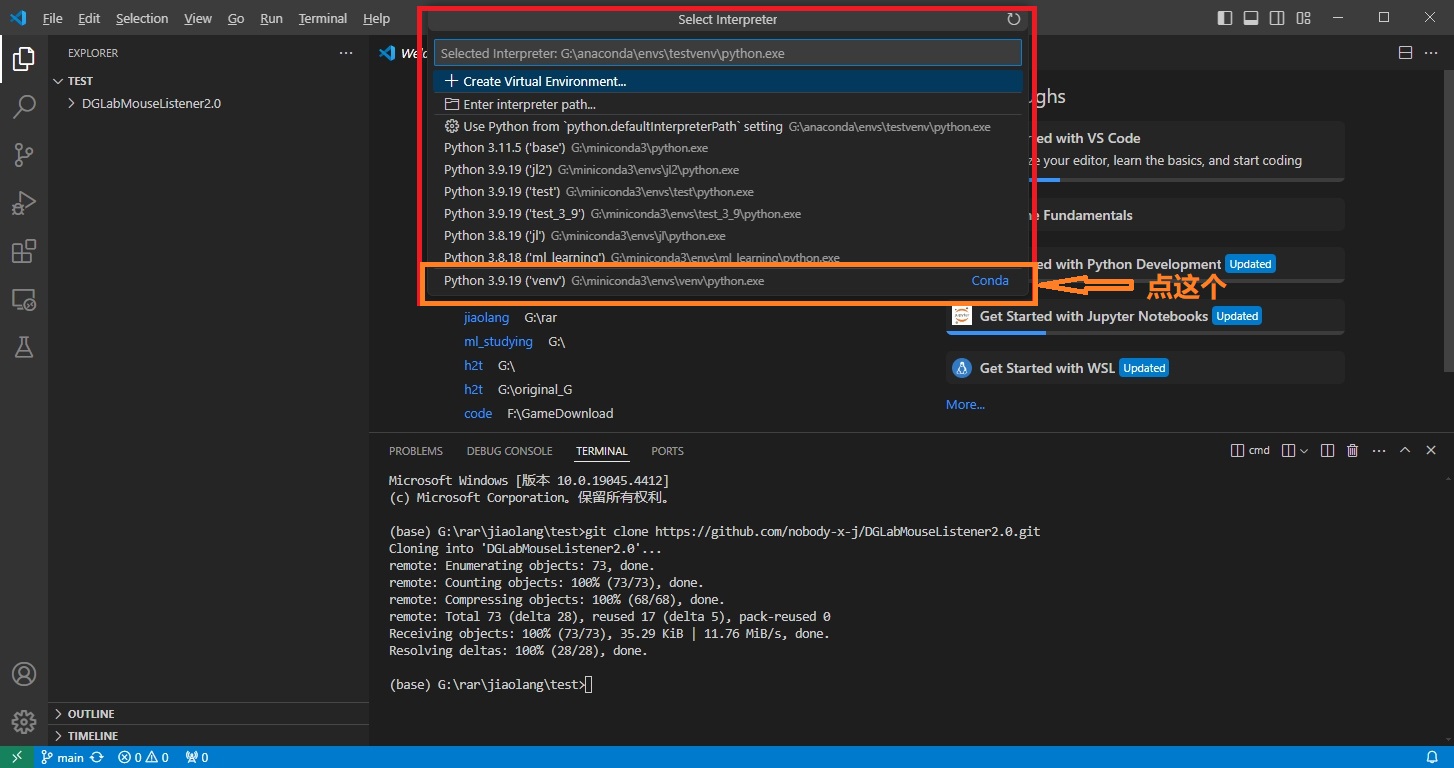 File Edit Selection View Go Run Terminal Help
Select Interpreter
EXPLORER
TEST
DGLabMouseListener2.0
Selected Interpreter: G:\anaconda\envs\testvenv\python.exe
Create Virtual Environment...
Enter interpreter path...
Use Python from `python.defaultInterpreterPath` setting G:\anaconda\envs\testvenv\python.exe
Python 3.11.5 ('base') G:\miniconda3\python.exe
Python 3.9.19 ('jl2') G:\miniconda3\envs\jl2\python.exe
Python 3.9.19 ('test') G:\miniconda3\envs\test\python.exe
Python 3.9.19 ('test_3_9') G:\miniconda3\envs\test_3_9\python.exe
Python 3.8.19 ('jl') G:\miniconda3\envs\jl\python.exe
Python 3.8.18 ('ml_learning') G:\miniconda3\envs\ml_learning\python.exe
Python 3.9.19 ('venv') G:\miniconda3\envs\venv\python.exe Conda
点这个
Welc
jiaolang G:\rar
ml_studying G:\
h2t G:\
h2t G:\original_G
code F:\GameDownload
ughs
ed with VS Code
e your editor, learn the basics, and start coding
e Fundamentals
ed with Python Development Updated
Get Started with Jupyter Notebooks Updated
Get Started with WSL Updated
More...
PROBLEMS DEBUG CONSOLE TERMINAL PORTS
cmd
Microsoft Windows [版本 10.0.19045.4412]
(c) Microsoft Corporation。保留所有权利。
(base) G:\rar\jiaolang\test>git clone https://github.com/nobody-x-j/DGLabMouseListener2.0.git
Cloning into 'DGLabMouseListener2.0'...
remote: Enumerating objects: 73, done.
remote: Counting objects: 100% (73/73), done.
remote: Compressing objects: 100% (68/68), done.
remote: Total 73 (delta 28), reused 17 (delta 5), pack-reused 0
Receiving objects: 100% (73/73), 35.29 KiB | 11.76 MiB/s, done.
Resolving deltas: 100% (28/28), done.
(base) G:\rar\jiaolang\test>
OUTLINE
TIMELINE
main 0 0 0